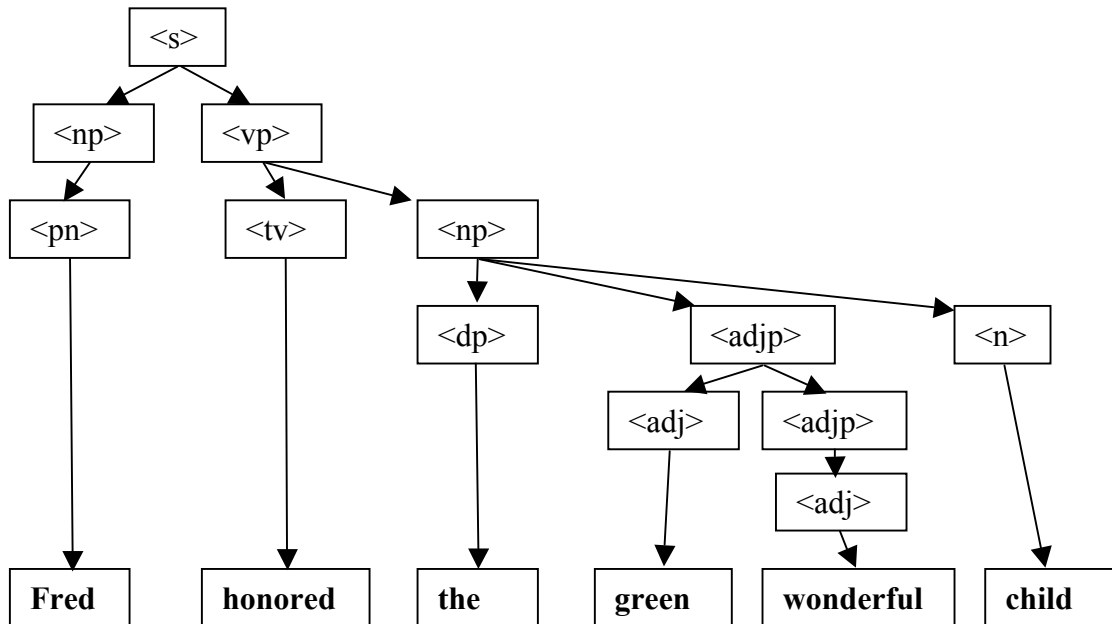 <s>
<np> <vp>
<pn> <tv> <np>
<dp> <adjp> <n>
<adj> <adjp>
<adj>
Fred honored the green wonderful child